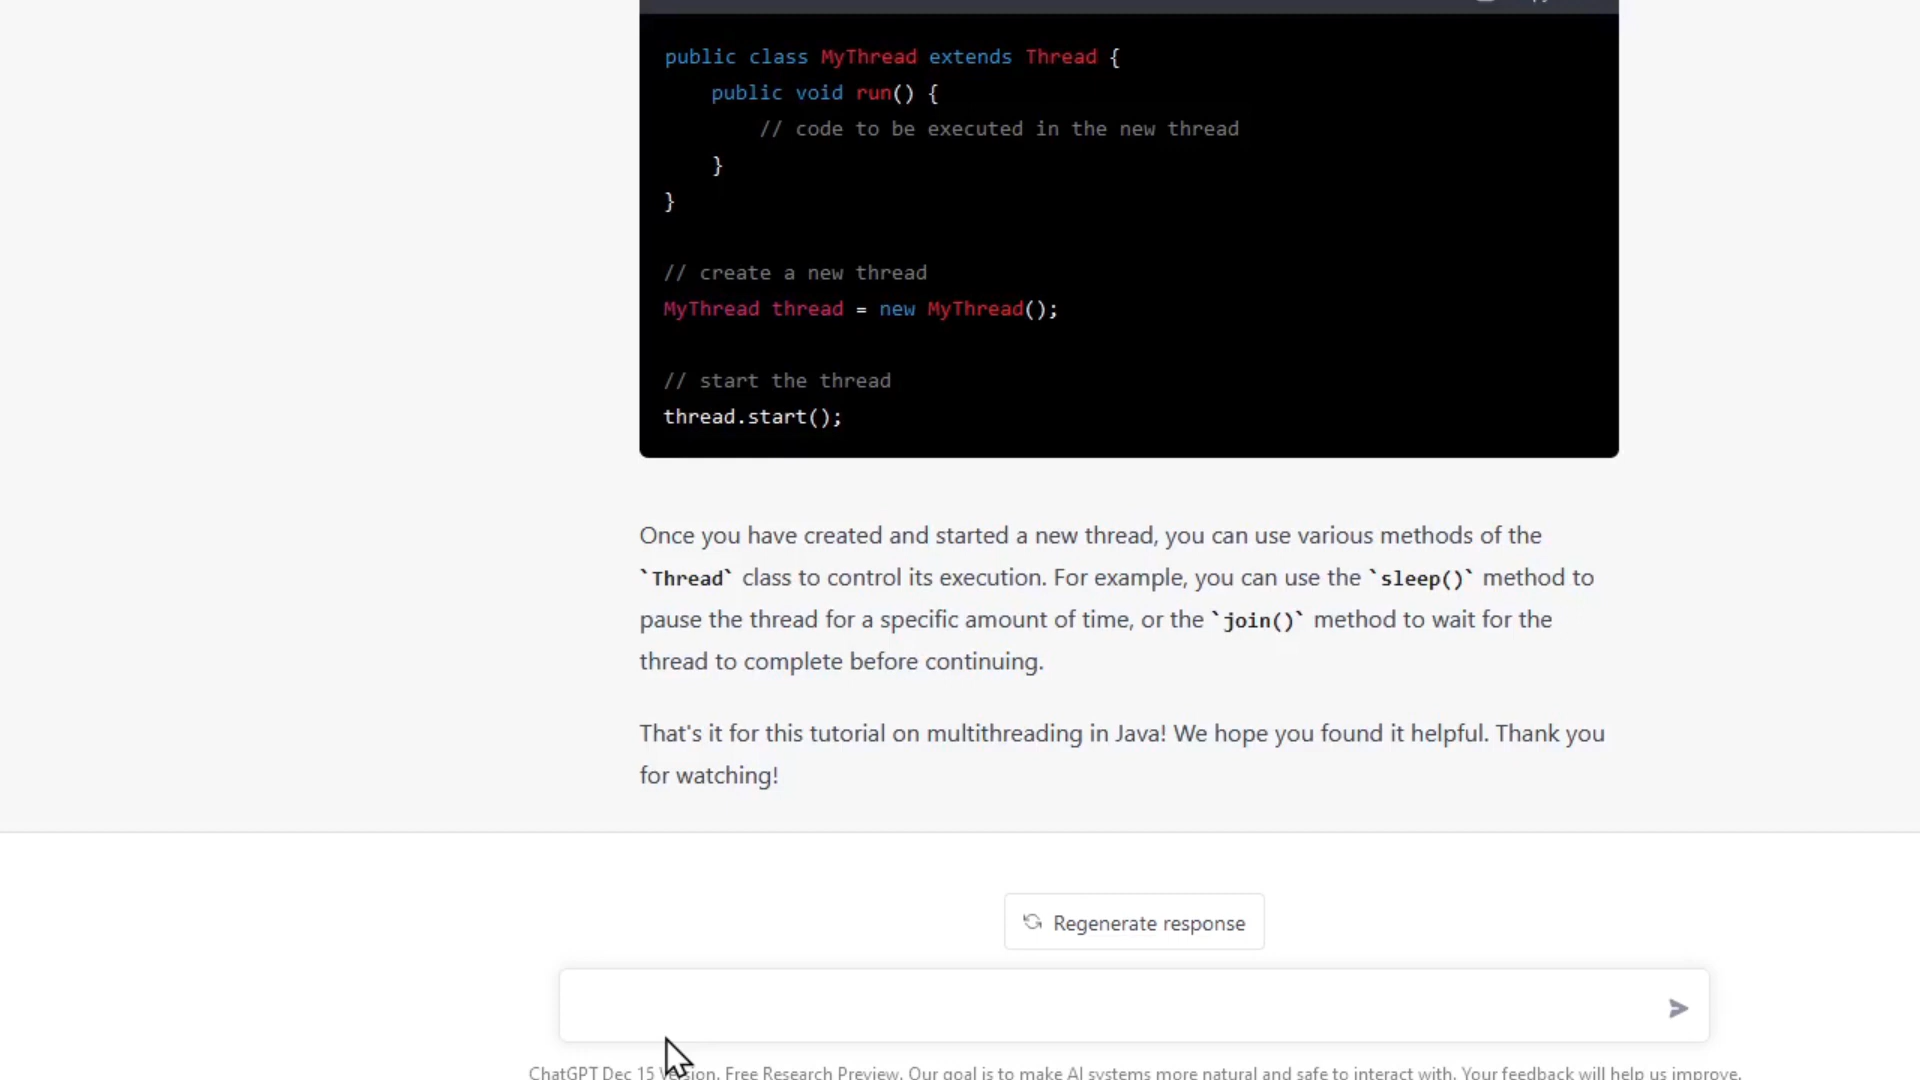 public class MyThread extends Thread {
    public void run() {
        // code to be executed in the new thread
    }
}
// create a new thread
MyThread thread = new MyThread();
// start the thread
thread.start();
Once you have created and started a new thread, you can use various methods of the
`Thread` class to control its execution. For example, you can use the `sleep()` method to
pause the thread for a specific amount of time, or the `join()` method to wait for the
thread to complete before continuing.
That's it for this tutorial on multithreading in Java! We hope you found it helpful. Thank you
for watching!
Regenerate response
ChatGPT Dec 15 Version. Free Research Preview. Our goal is to make AI systems more natural and safe to interact with. Your feedback will help us improve.